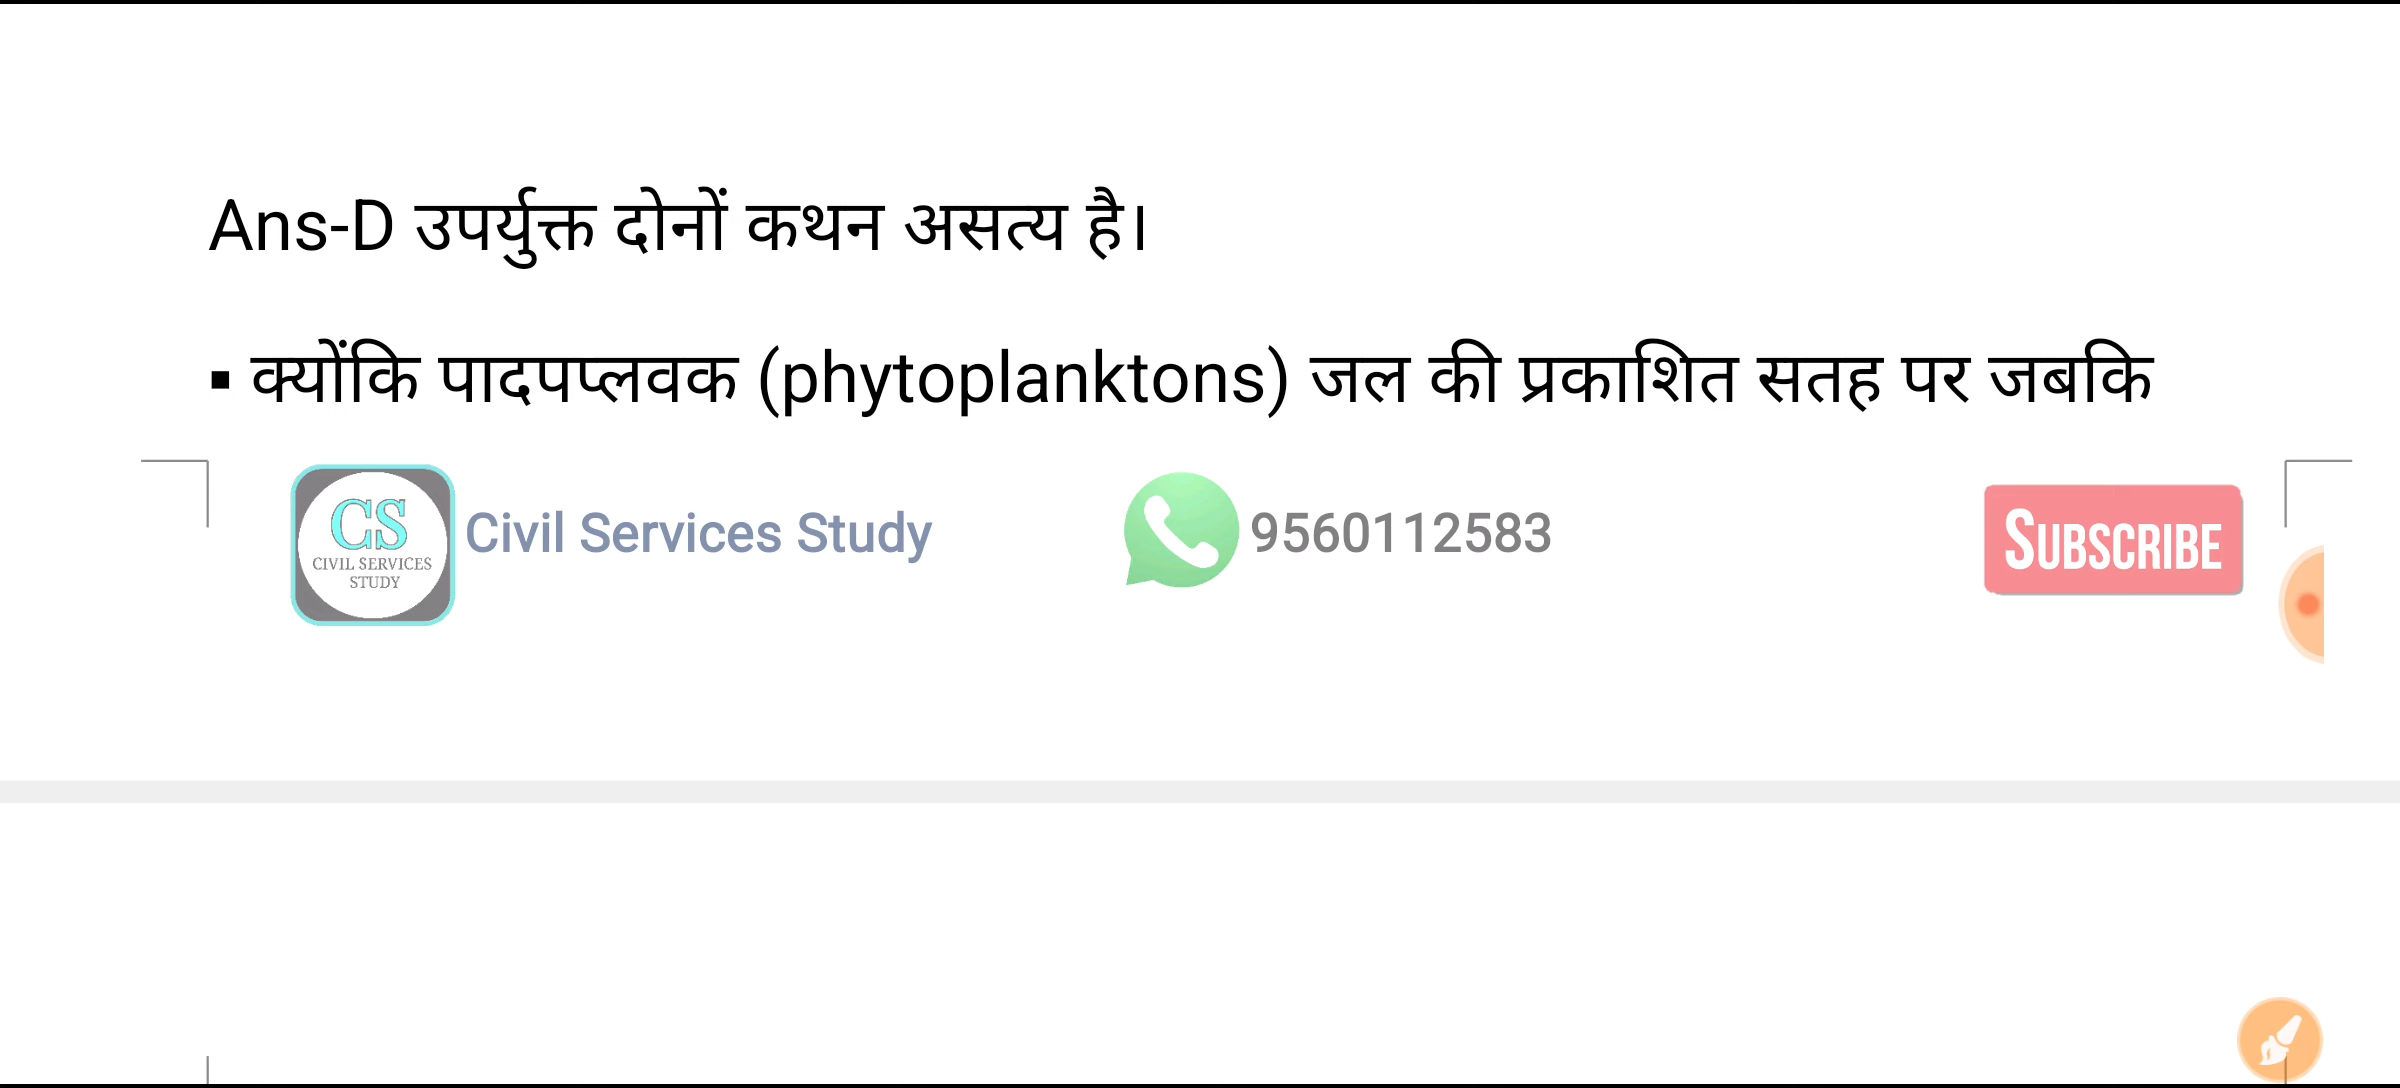 Ans-D उपर्युक्त दोनों कथन असत्य है।
▪ क्योंकि पादपप्लवक (phytoplanktons) जल की प्रकाशित सतह पर जबकि
CS
CIVIL SERVICES
STUDY
Civil Services Study
9560112583
SUBSCRIBE